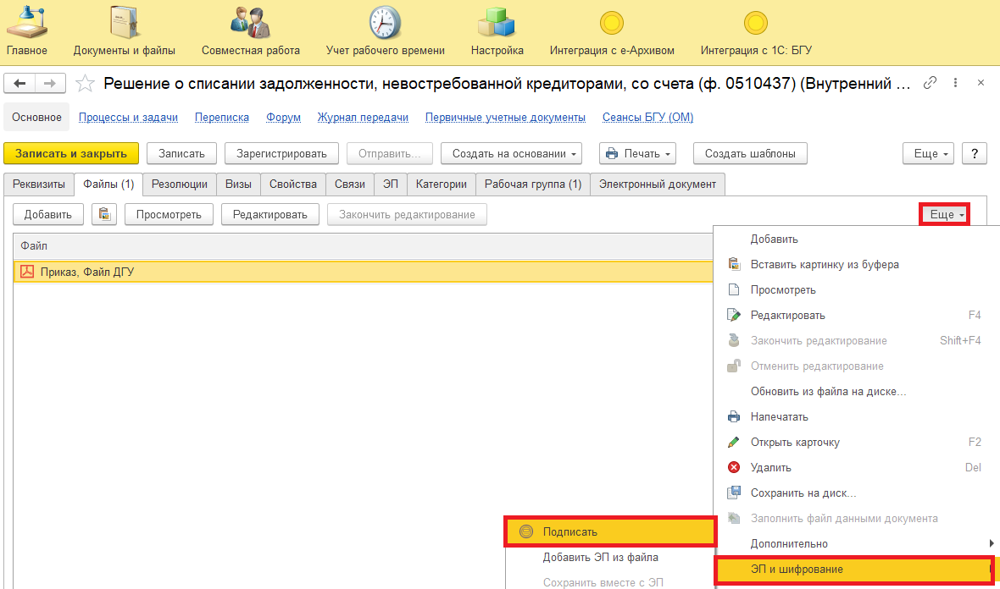 Главное Документы и файлы Совместная работа Учет рабочего времени Настройка Интеграция с е-Архивом Интеграция с 1С: БГУ
Решение о списании задолженности, невостребованной кредиторами, со счета (ф. 0510437) (Внутренний ...
Основное Процессы и задачи Переписка Форум Журнал передачи Первичные учетные документы Сеансы БГУ (ОМ)
Записать и закрыть Записать Зарегистрировать Отправить... Создать на основании Печать Создать шаблоны Еще ?
Реквизиты Файлы (1) Резолюции Визы Свойства Связи ЭП Категории Рабочая группа (1) Электронный документ
Добавить Просмотреть Редактировать Закончить редактирование Еще
Файл
Приказ, Файл ДГУ
Добавить
Вставить картинку из буфера
Просмотреть
Редактировать F4
Закончить редактирование Shift+F4
Отменить редактирование
Обновить из файла на диске...
Напечатать
Открыть карточку F2
Удалить Del
Сохранить на диск...
Заполнить файл данными документа
Дополнительно
ЭП и шифрование
Подписать
Добавить ЭП из файла
Сохранить вместе с ЭП